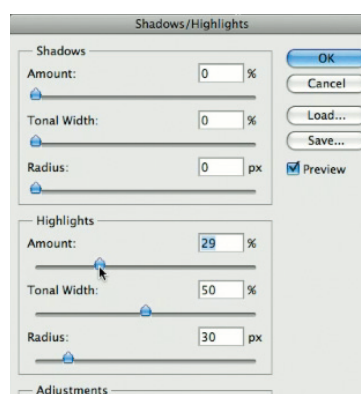 Shadows/Highlights
Shadows
Amount: 0 %
Tonal Width: 0 %
Radius: 0 px
OK
Cancel
Load...
Save...
Preview
Highlights
Amount: 29 %
Tonal Width: 50 %
Radius: 30 px
Adjustments